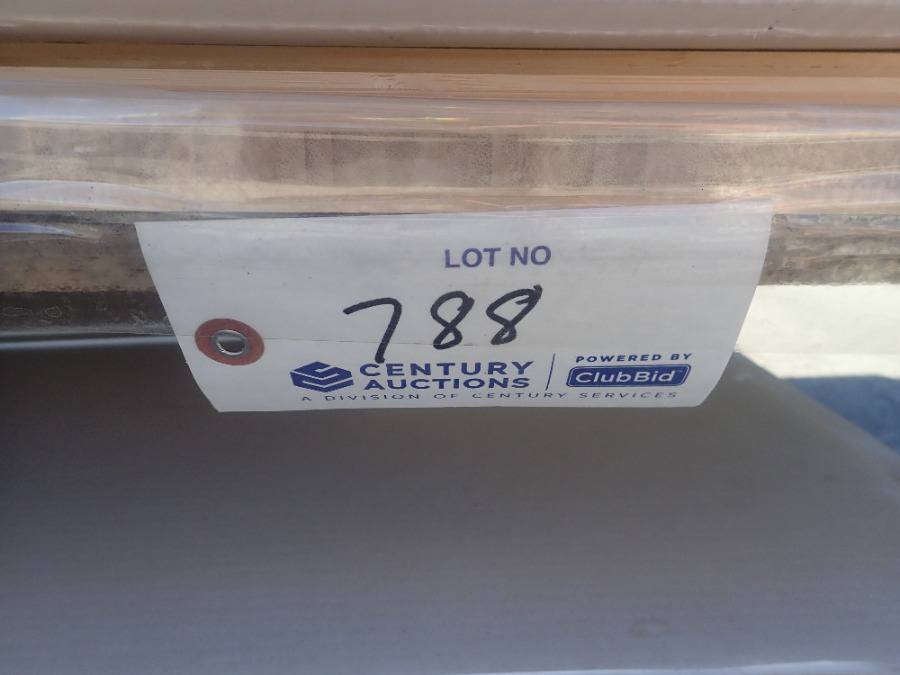 LOT NO
788
CENTURY AUCTIONS
POWERED BY
ClubBid
A DIVISION OF CENTURY SERVICES